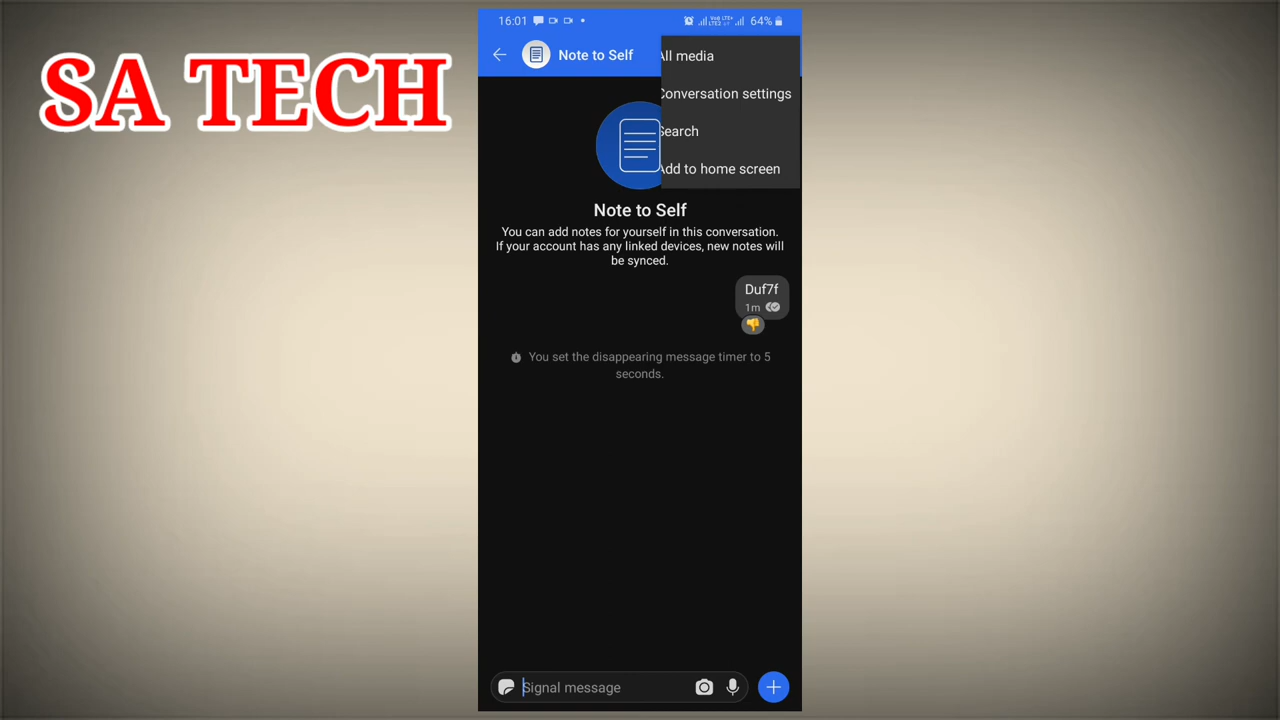 SA TECH
16:01
64%
Note to Self
All media
Conversation settings
Search
Add to home screen
Note to Self
You can add notes for yourself in this conversation.
If your account has any linked devices, new notes will
be synced.
Duf7f
1m
You set the disappearing message timer to 5
seconds.
Signal message